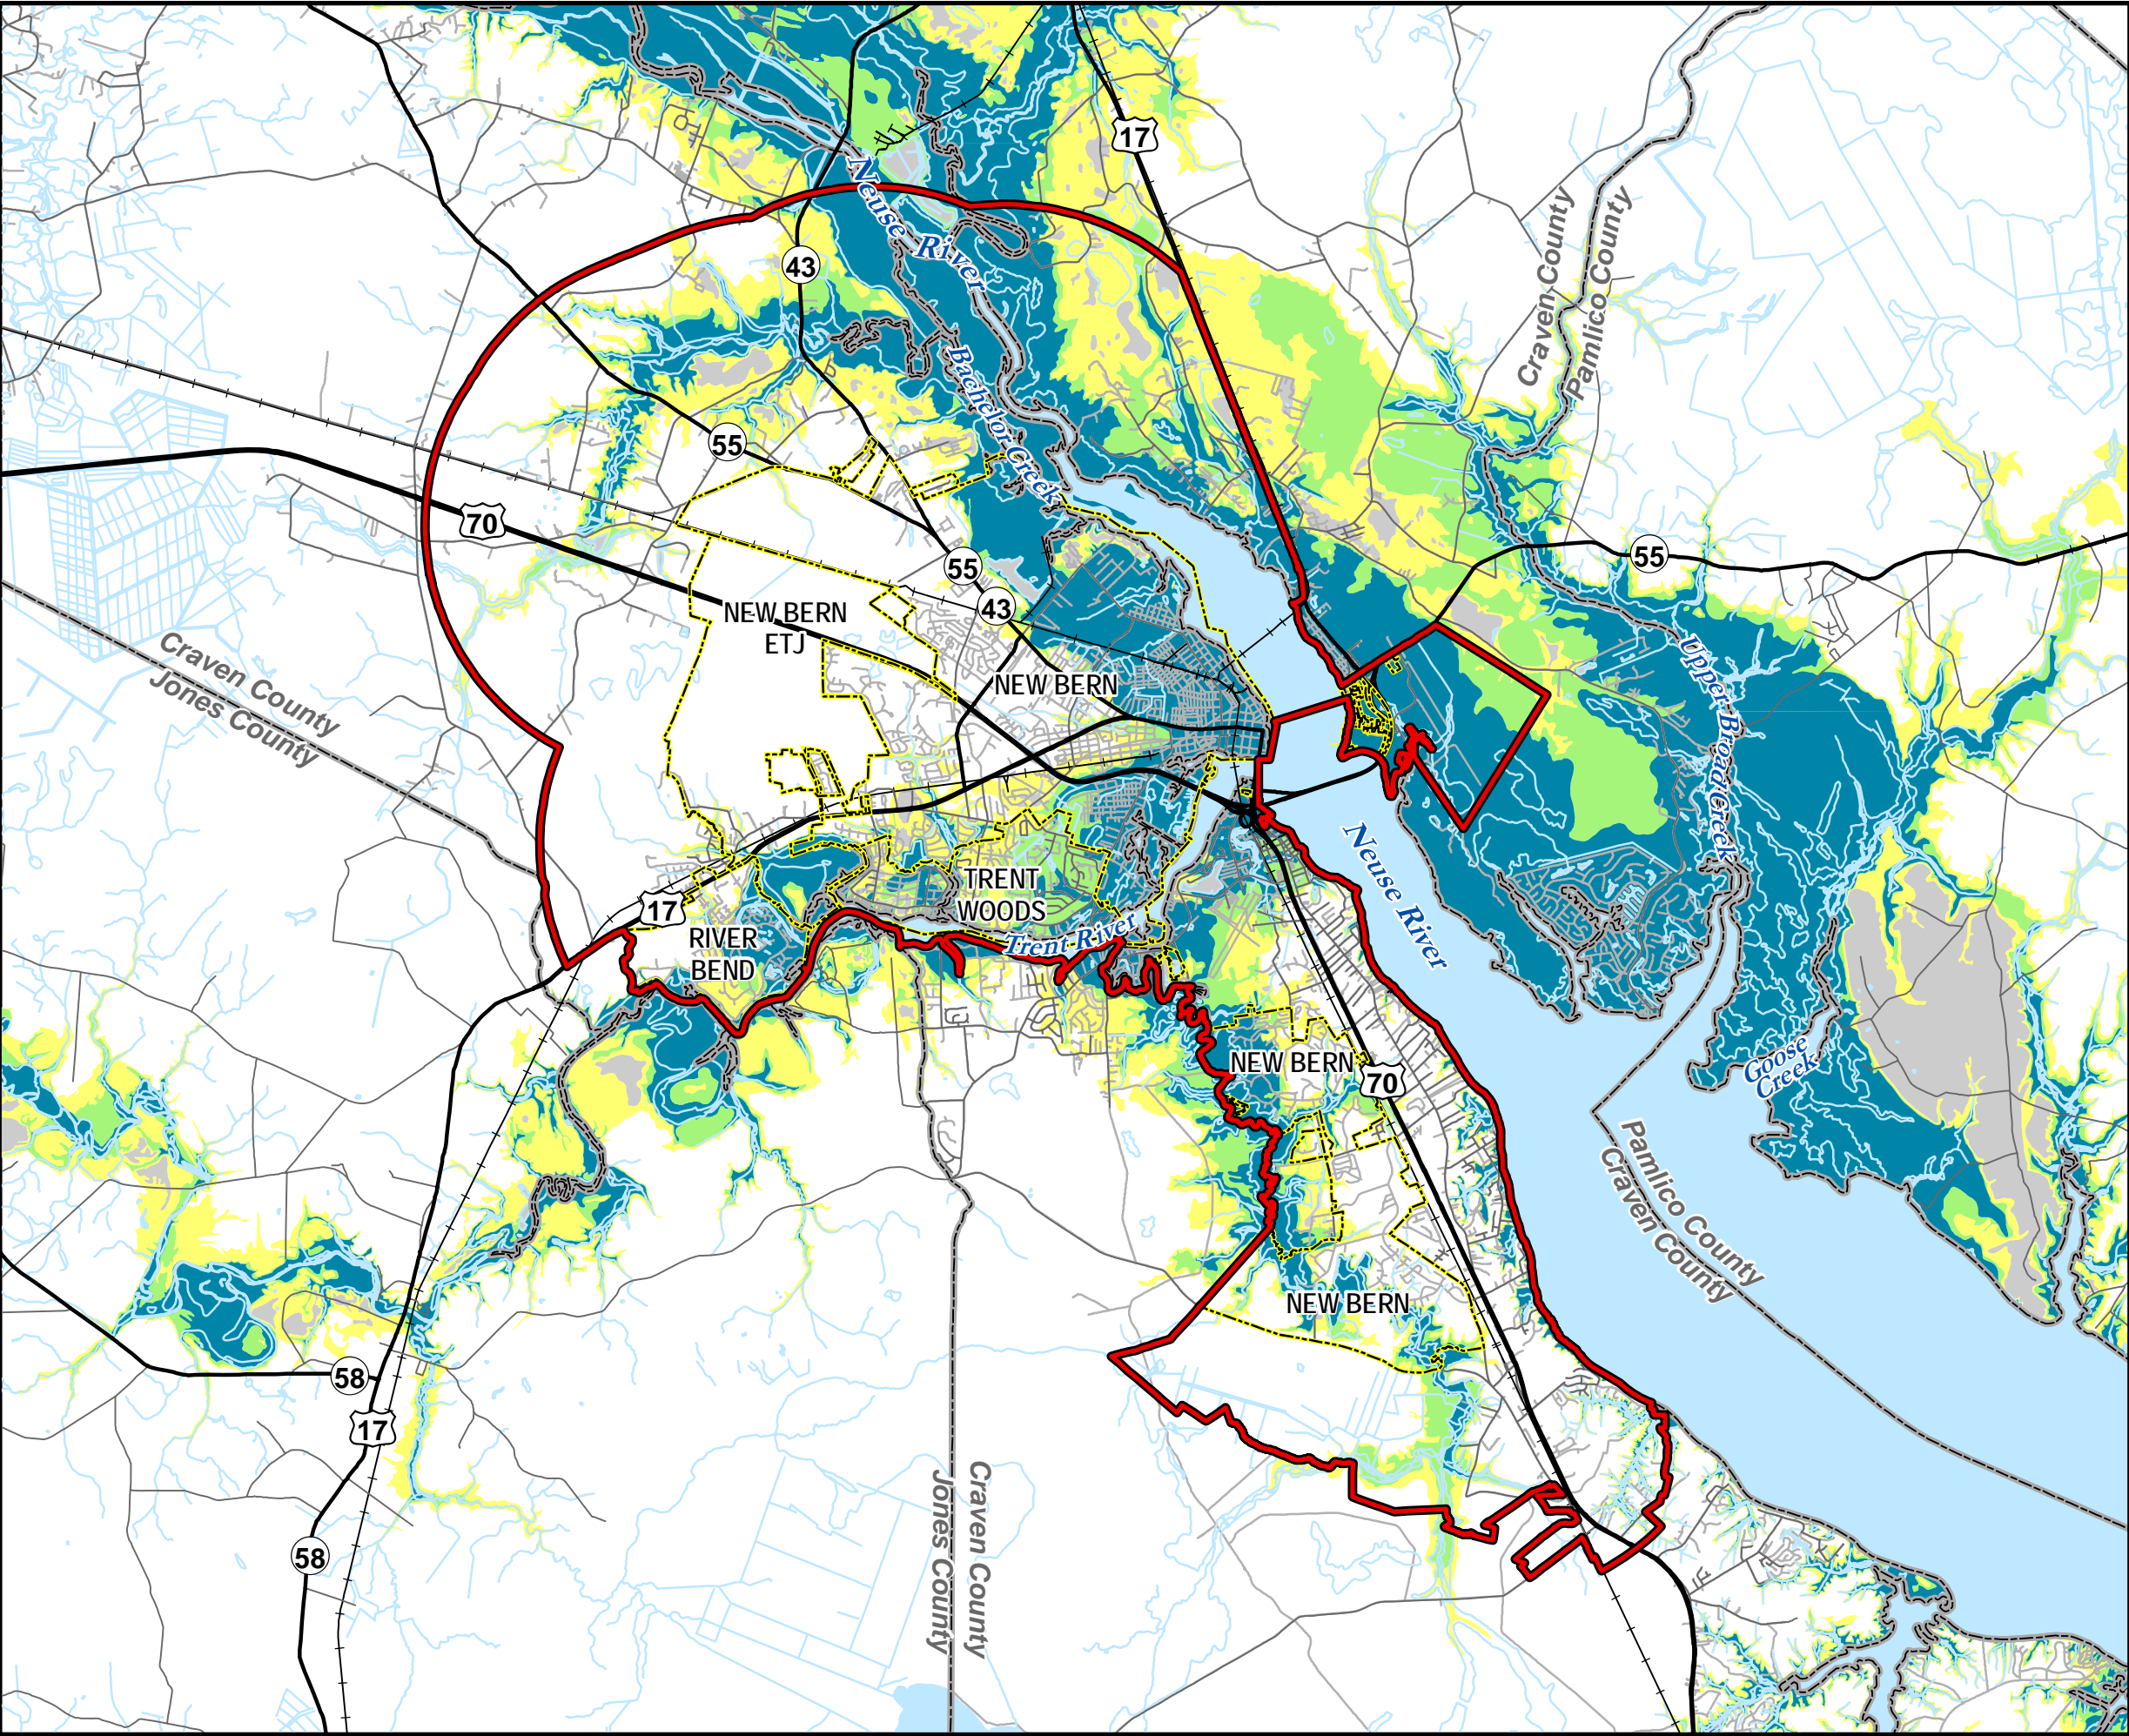 17
Neuse River
43
Craven County
Pamlico County
Bachelor Creek
55
70
55
55
43
NEW BERN
ETJ
Craven County
Jones County
NEW BERN
Upper Broad Creek
Neuse River
TRENT
WOODS
17
RIVER
BEND
Trent River
NEW BERN
70
Goose
Creek
Pamlico County
Craven County
NEW BERN
58
17
Craven County
Jones County
58